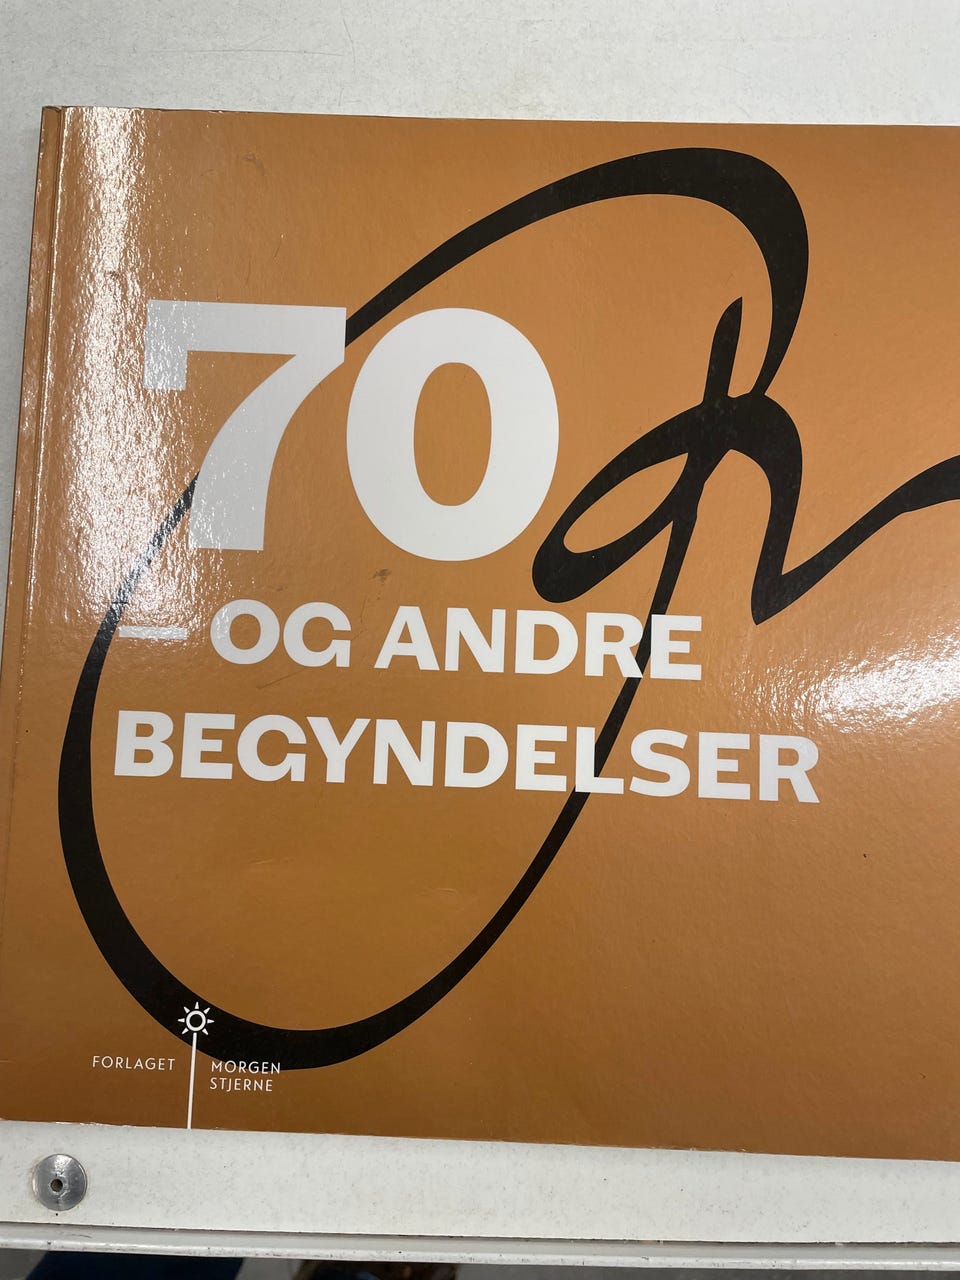 70
– OG ANDRE
BEGYNDELSER
FORLAGET MORGEN
STJERNE